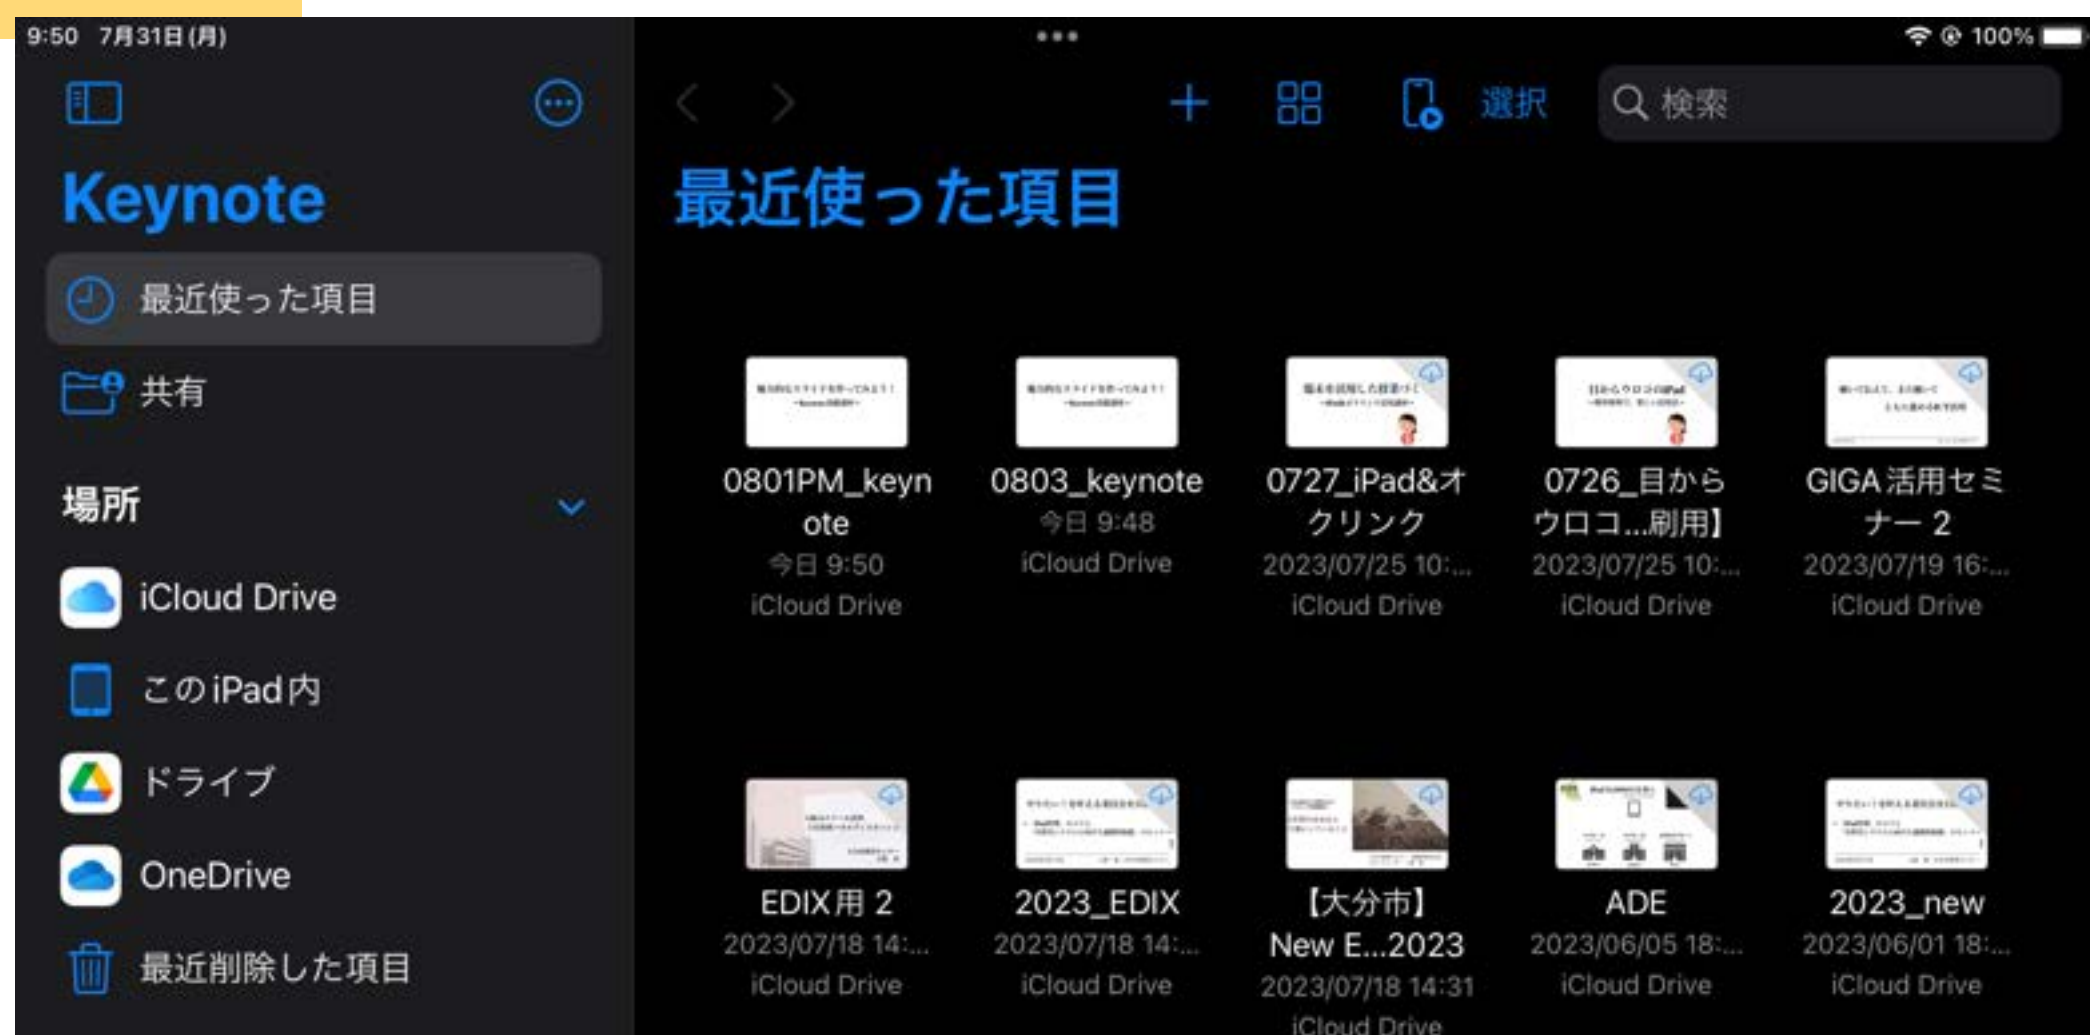 9:50 7月31日(月)
100%
選択
検索
Keynote
最近使った項目
共有
場所
iCloud Drive
このiPad内
ドライブ
OneDrive
最近削除した項目
最近使った項目
0801PM_keyn
ote
今日 9:50
iCloud Drive
0803_keynote
今日 9:48
iCloud Drive
0727_iPad&オ
クリンク
2023/07/25 10:...
iCloud Drive
0726_目から
ウロコ...刷用】
2023/07/25 10:...
iCloud Drive
GIGA活用セミ
ナー 2
2023/07/19 16:...
iCloud Drive
EDIX用 2
2023/07/18 14:...
iCloud Drive
2023_EDIX
2023/07/18 14:...
iCloud Drive
【大分市】
New E...2023
2023/07/18 14:31
iCloud Drive
ADE
2023/06/05 18:...
iCloud Drive
2023_new
2023/06/01 18:...
iCloud Drive